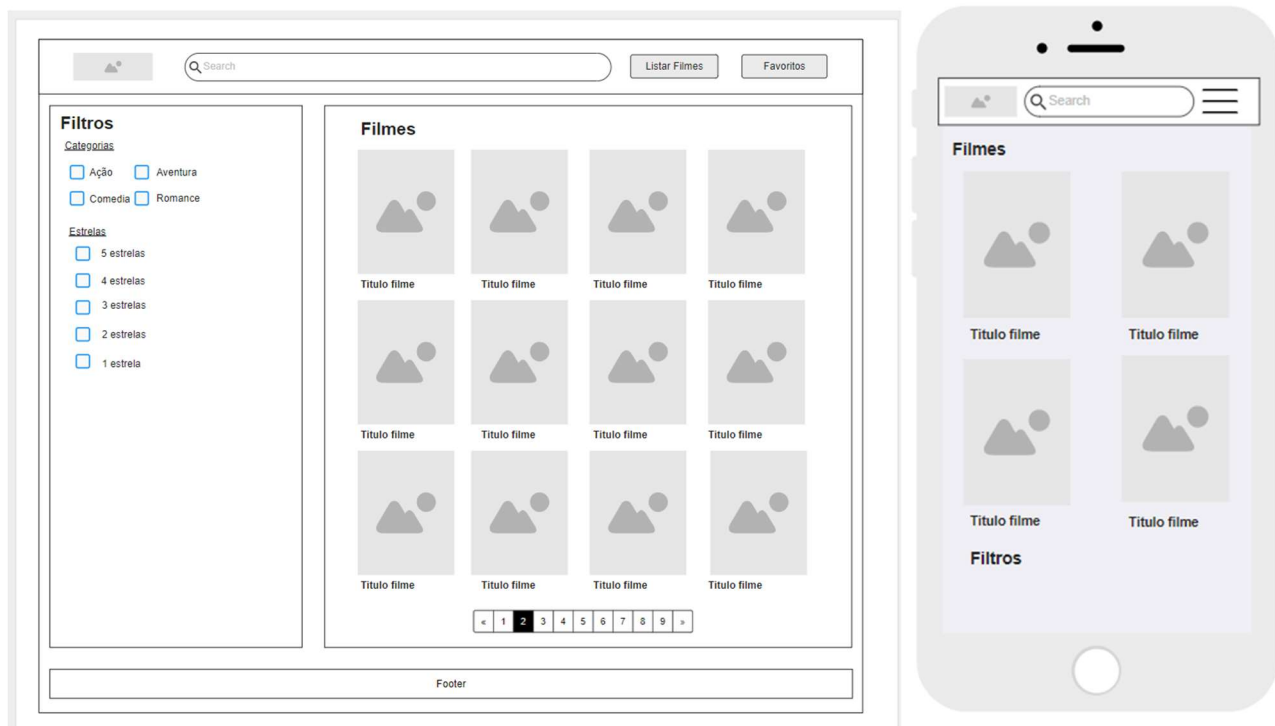 Search
Listar Filmes
Favoritos
Filtros
Categorias
Ação
Aventura
Comedia
Romance
Estrelas
5 estrelas
4 estrelas
3 estrelas
2 estrelas
1 estrela
Filmes
Titulo filme Titulo filme Titulo filme Titulo filme
Titulo filme Titulo filme Titulo filme Titulo filme
Titulo filme Titulo filme Titulo filme Titulo filme
« 1 2 3 4 5 6 7 8 9 »
Footer
Search
Filmes
Titulo filme Titulo filme
Titulo filme Titulo filme
Filtros